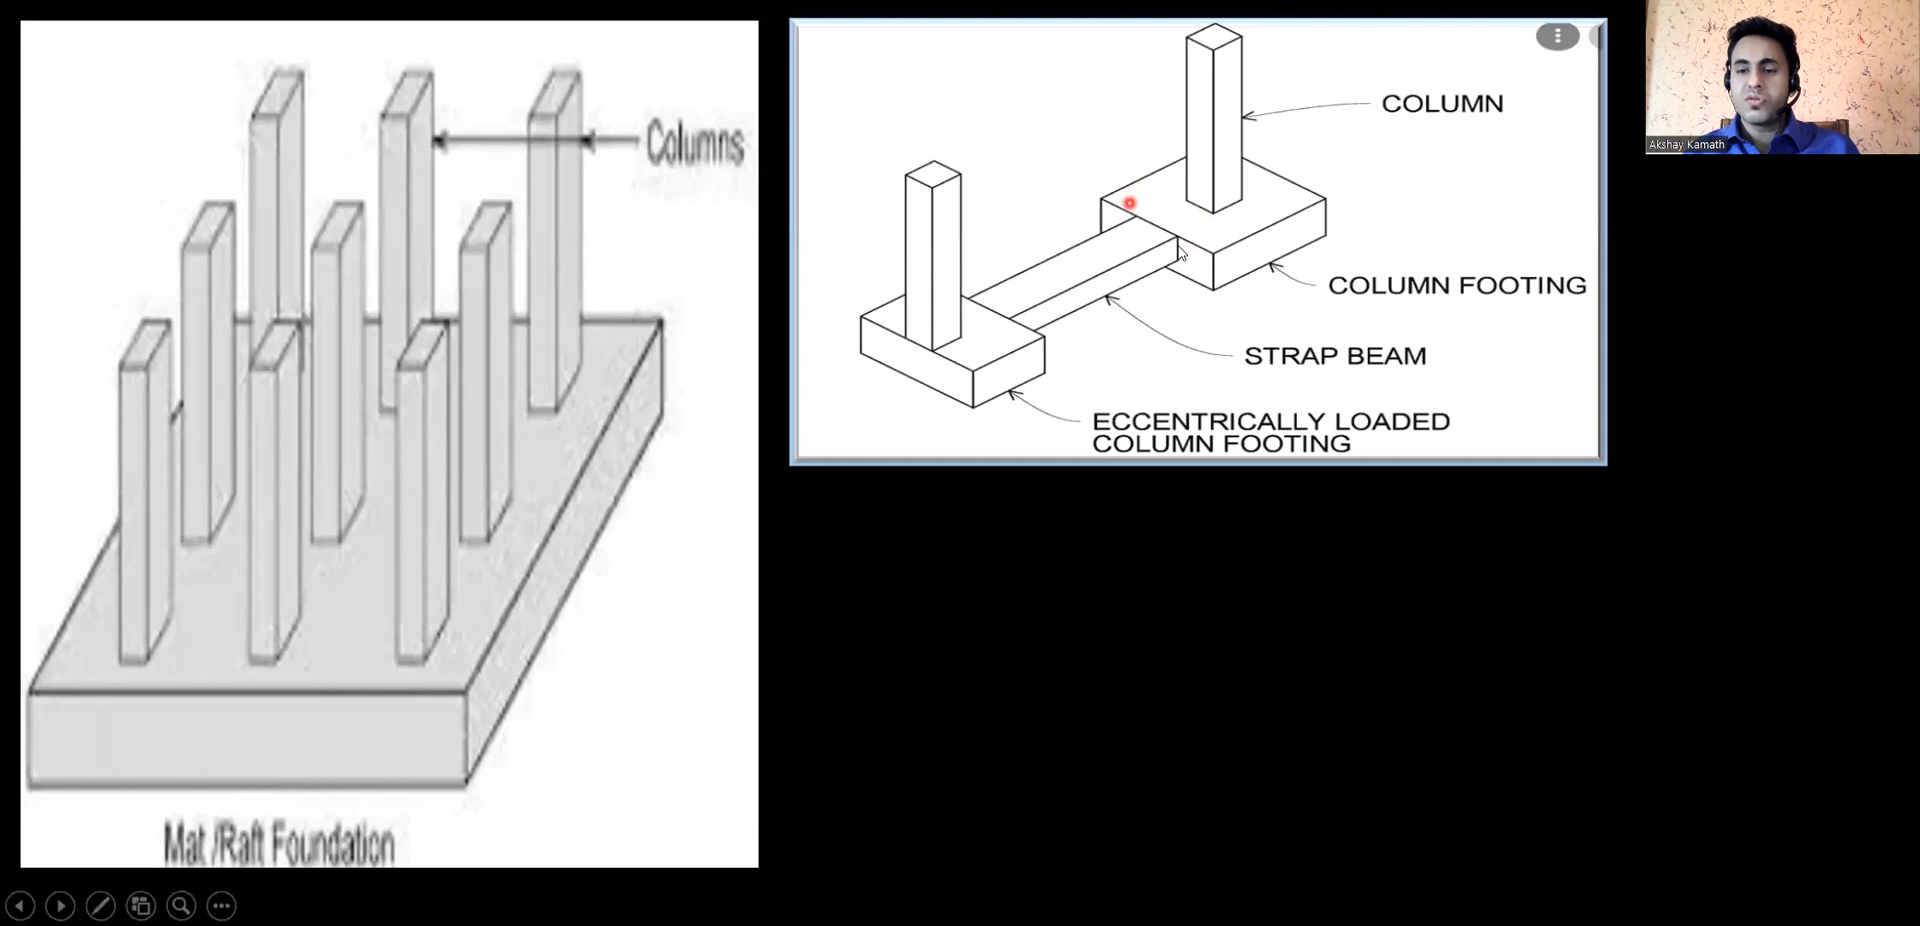 Columns
Mat /Raft Foundation
COLUMN
COLUMN FOOTING
STRAP BEAM
ECCENTRICALLY LOADED
COLUMN FOOTING
Akshay Kamath